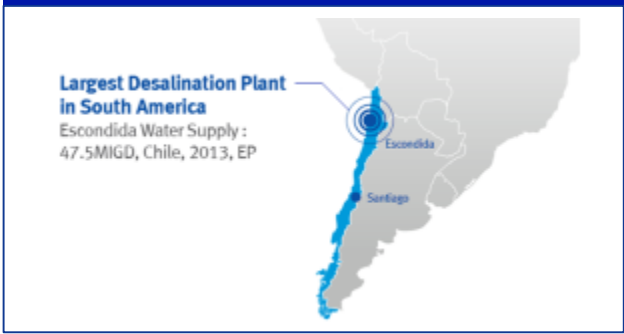 Largest Desalination Plant
in South America
Escondida Water Supply :
47.5MIGD, Chile, 2013, EP
Escondida
Santiago